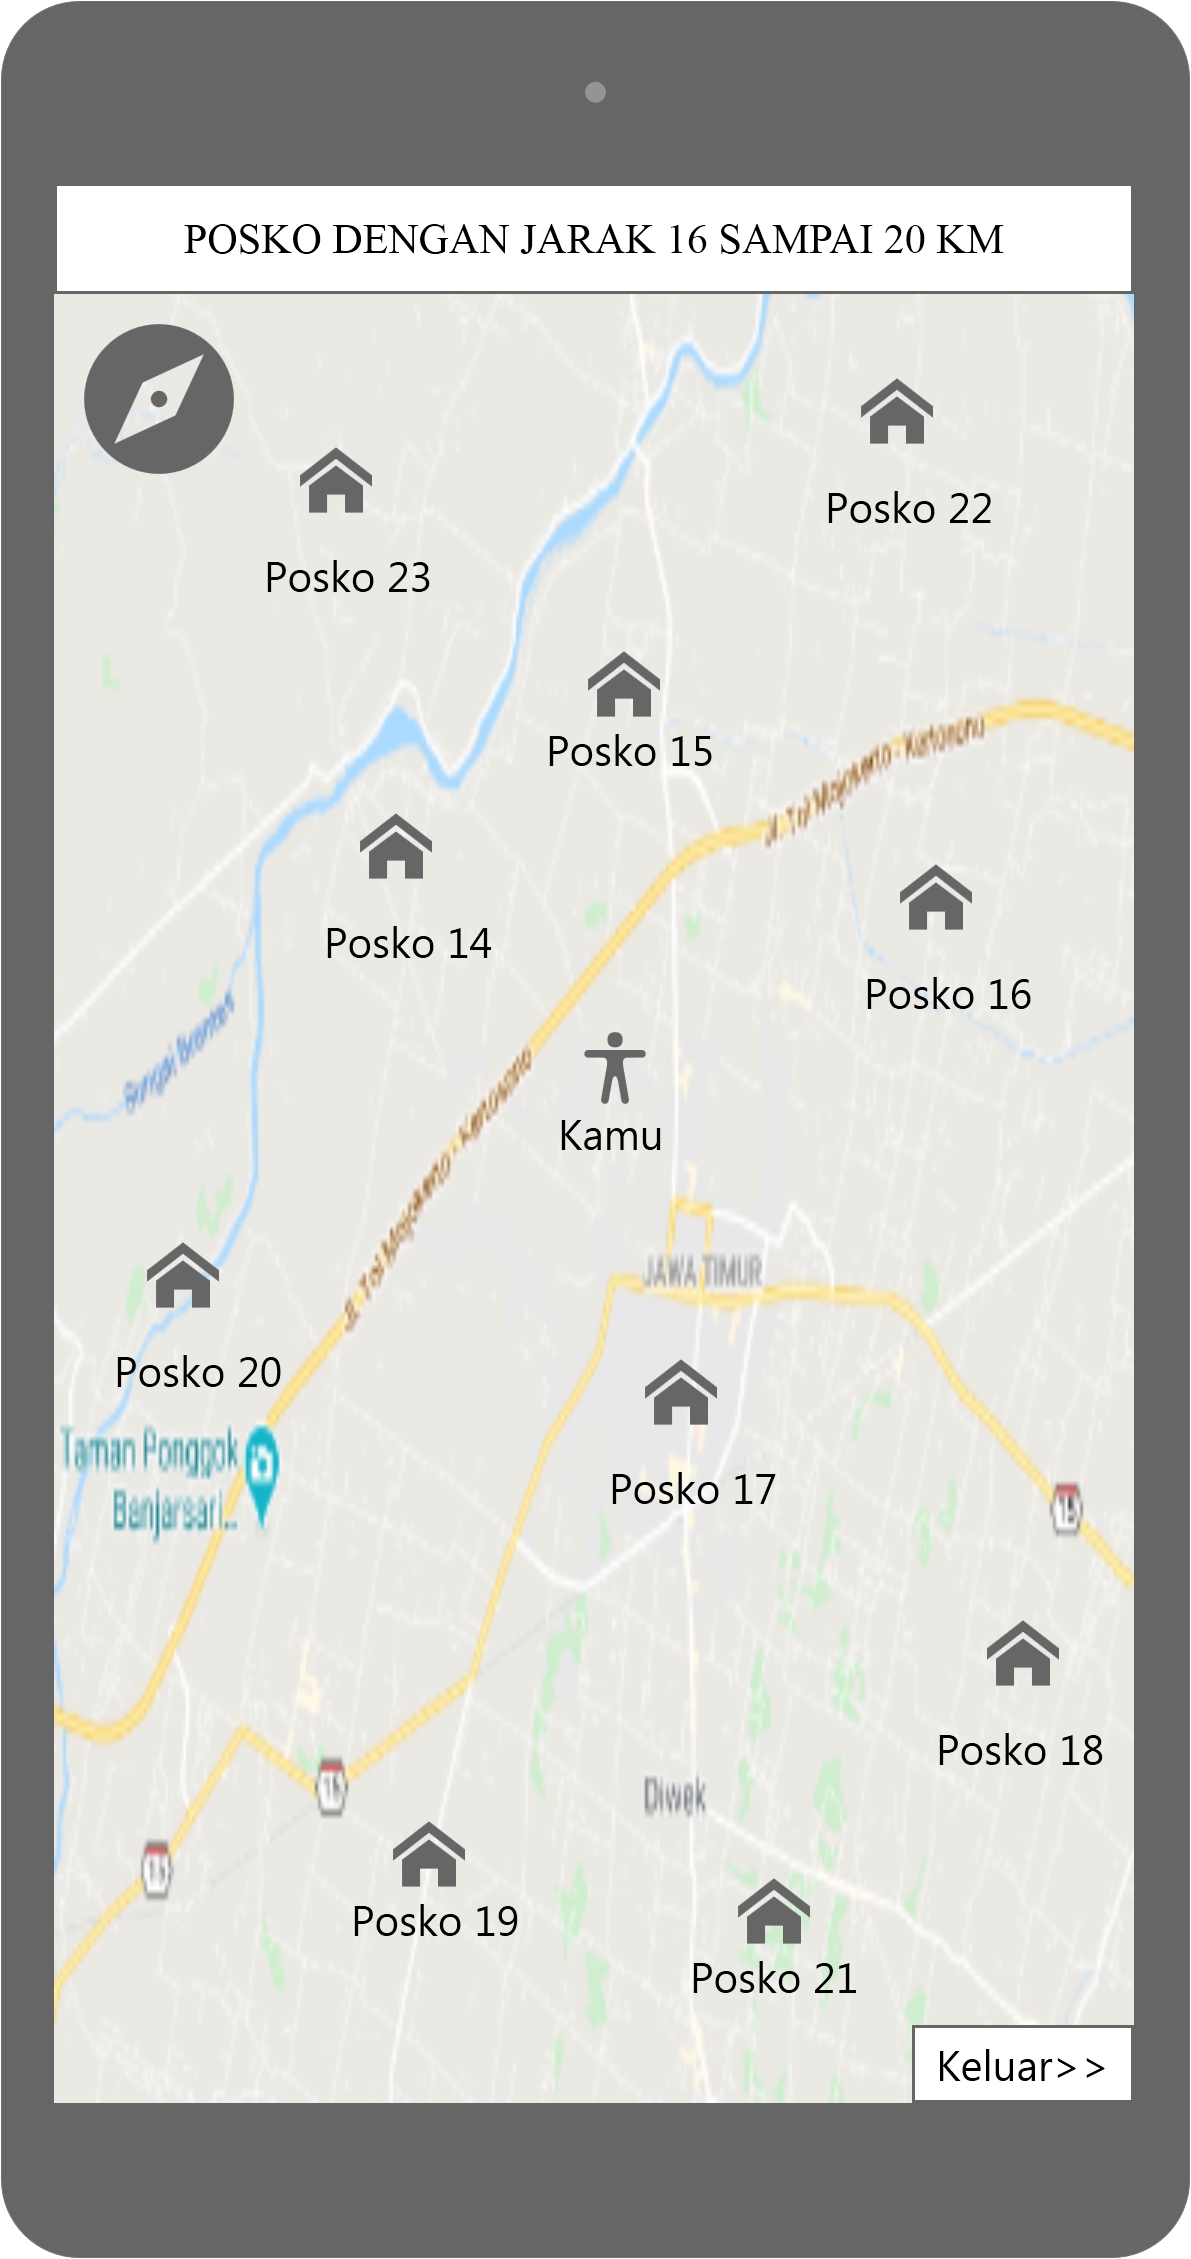 POSKO DENGAN JARAK 16 SAMPAI 20 KM
Posko 22
Posko 23
Posko 15
Jl. Tol Mojokerto - Kertosono
Posko 14
Posko 16
Sungai Brantas
Kamu
Jl. Tol Mojokerto - Kertosono
JAWA TIMUR
Posko 20
Taman Ponggok
Banjarsari...
Posko 17
15
Posko 18
15
Diwek
15
Posko 19
Posko 21
Keluar>>